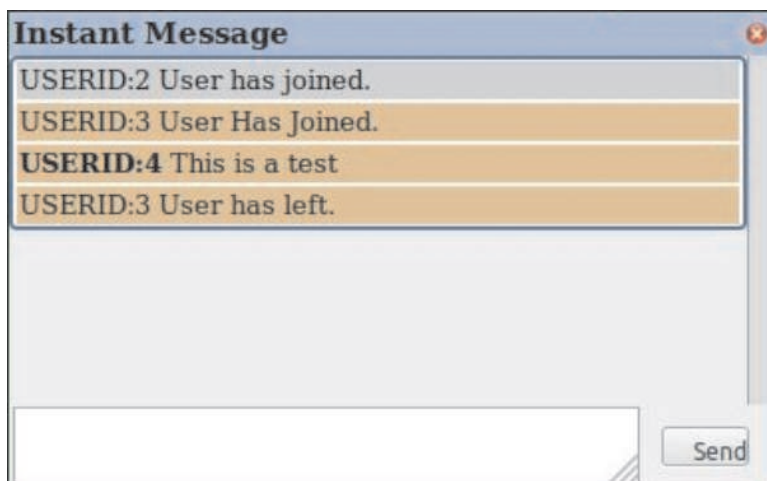 Instant Message
USERID:2 User has joined.
USERID:3 User Has Joined.
USERID:4 This is a test
USERID:3 User has left.
Send